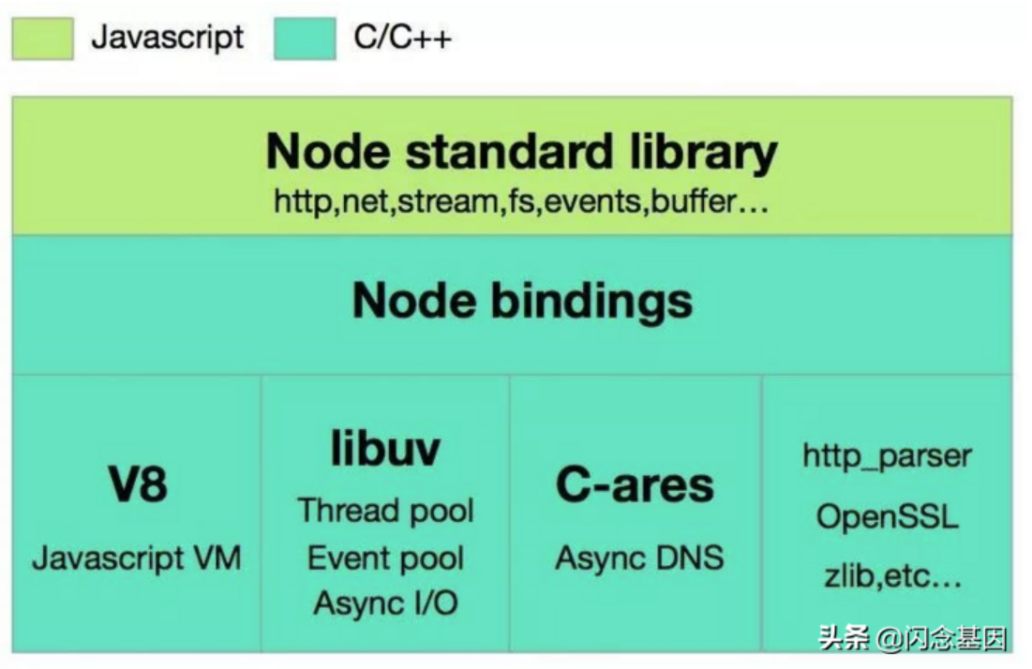 Javascript
C/C++
Node standard library
http,net,stream,fs,events,buffer...
Node bindings
V8
Javascript VM
libuv
Thread pool
Event pool
Async I/O
C-ares
Async DNS
http_parser
OpenSSL
zlib,etc...
头条 @闪念基因